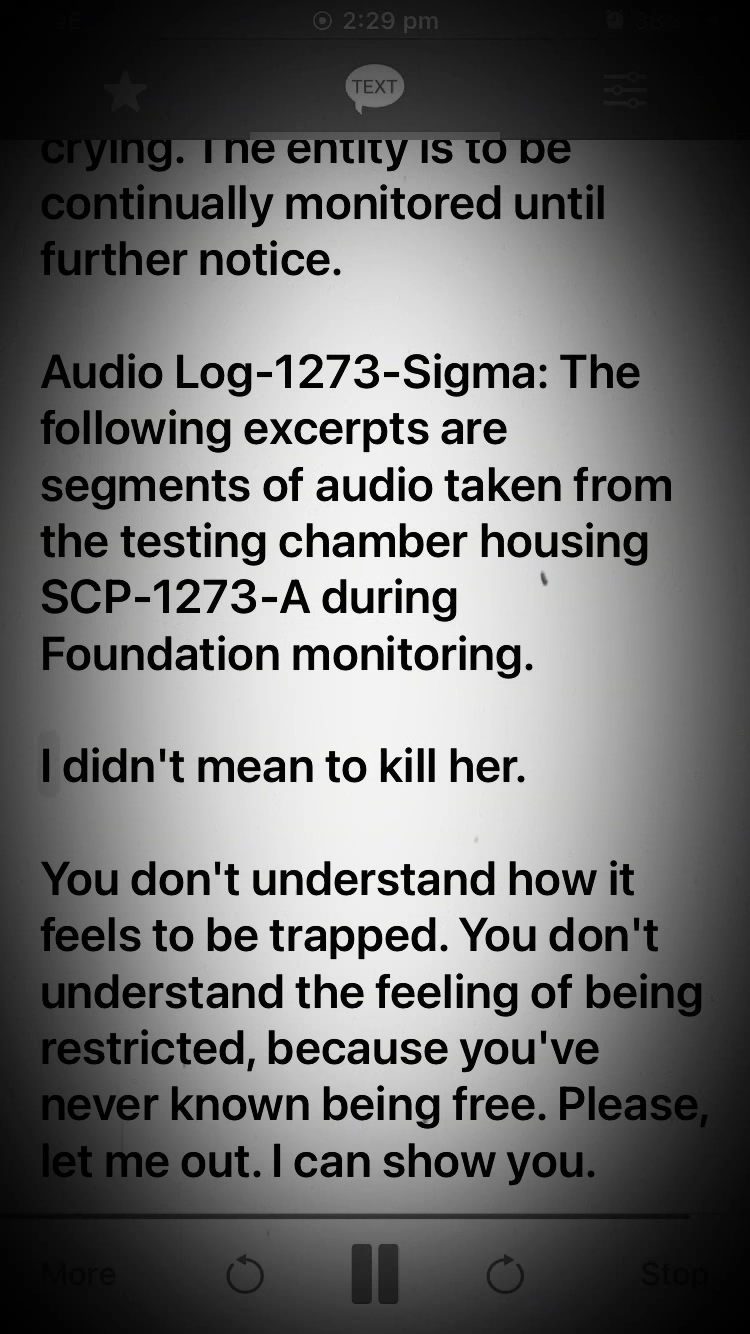 2:29 pm
TEXT
crying. The entity is to be
continually monitored until
further notice.
Audio Log-1273-Sigma: The
following excerpts are
segments of audio taken from
the testing chamber housing
SCP-1273-A during
Foundation monitoring.
I didn't mean to kill her.
You don't understand how it
feels to be trapped. You don't
understand the feeling of being
restricted, because you've
never known being free. Please,
let me out. I can show you.
More
Stop